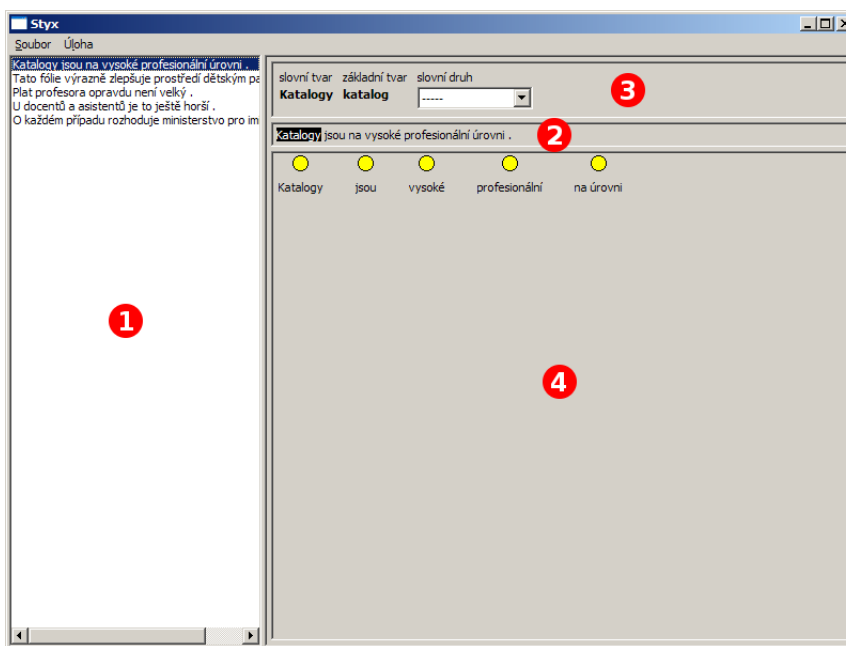 Styx
Soubor Úloha
Katalogy jsou na vysoké profesionální úrovni .
Tato fólie výrazně zlepšuje prostředí dětským pa
Plat profesora opravdu není velký .
U docentů a asistentů je to ještě horší .
O každém případu rozhoduje ministerstvo pro im
1
slovní tvar základní tvar slovní druh
Katalogy katalog -----
3
Katalogy jsou na vysoké profesionální úrovni .
2
Katalogy jsou vysoké profesionální na úrovni
4